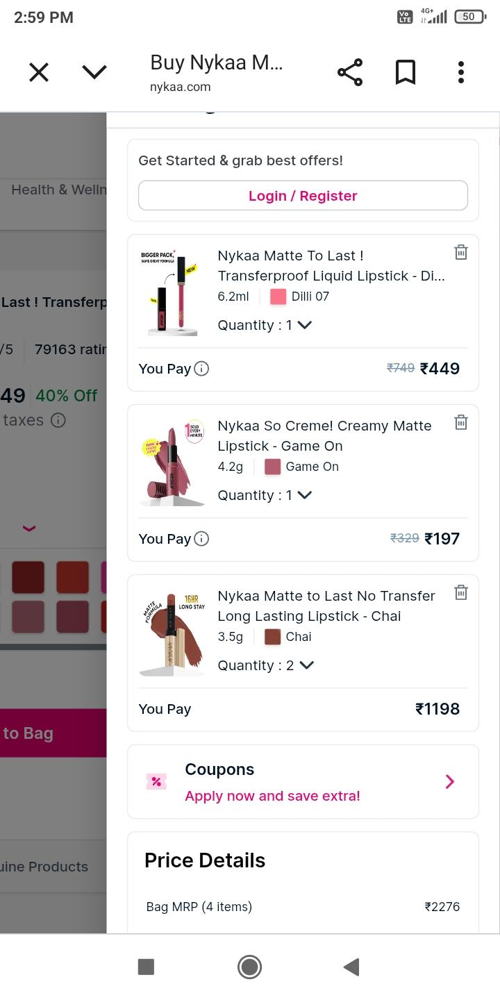 2:59 PM
Vo LTE 4G+ 50
Buy Nykaa M...
nykaa.com
Get Started & grab best offers!
Health & Welln
Login / Register
BIGGER PACK,
SAME GREAT FORMULA
NEW
Nykaa Matte To Last !
Transferproof Liquid Lipstick - Di...
6.2ml Dilli 07
Last ! Transferp
Quantity : 1
/5 79163 ratin
You Pay ₹749 ₹449
49 40% Off
taxes
1 SOLD EVERY MINUTE
Nykaa So Creme! Creamy Matte
Lipstick - Game On
4.2g Game On
Quantity : 1
You Pay ₹329 ₹197
MATTE FORMULA
16HR
LONG STAY
Nykaa Matte to Last No Transfer
Long Lasting Lipstick - Chai
3.5g Chai
Quantity : 2
You Pay ₹1198
to Bag
Coupons
%
Apply now and save extra!
Price Details
uine Products
Bag MRP (4 items) ₹2276